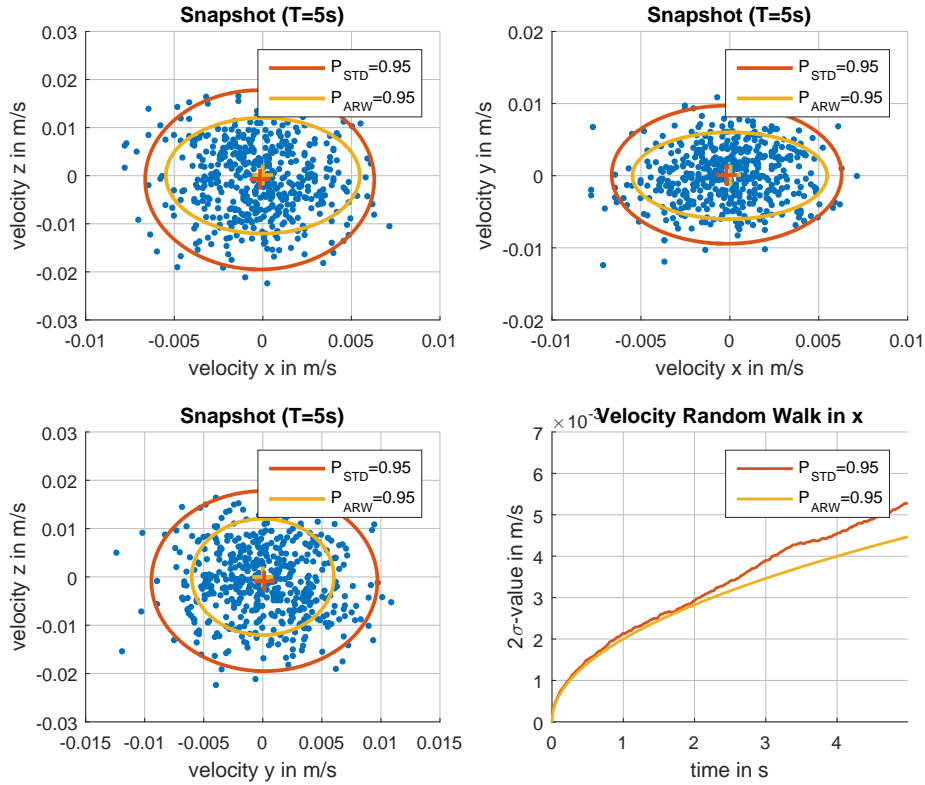 Snapshot (T=5s)
0.03
0.02
0.01
0
-0.01
-0.02
-0.03
velocity z in m/s
P_STD=0.95
P_ARW=0.95
-0.01
-0.005
0
0.005
0.01
velocity x in m/s
Snapshot (T=5s)
0.02
0.01
0
-0.01
-0.02
velocity y in m/s
P_STD=0.95
P_ARW=0.95
-0.01
-0.005
0
0.005
0.01
velocity x in m/s
Snapshot (T=5s)
0.03
0.02
0.01
0
-0.01
-0.02
-0.03
velocity z in m/s
P_STD=0.95
P_ARW=0.95
-0.015
-0.01
-0.005
0
0.005
0.01
0.015
velocity y in m/s
×10^-3
Velocity Random Walk in x
7
6
5
4
3
2
1
0
2σ-value in m/s
P_STD=0.95
P_ARW=0.95
0
1
2
3
4
time in s